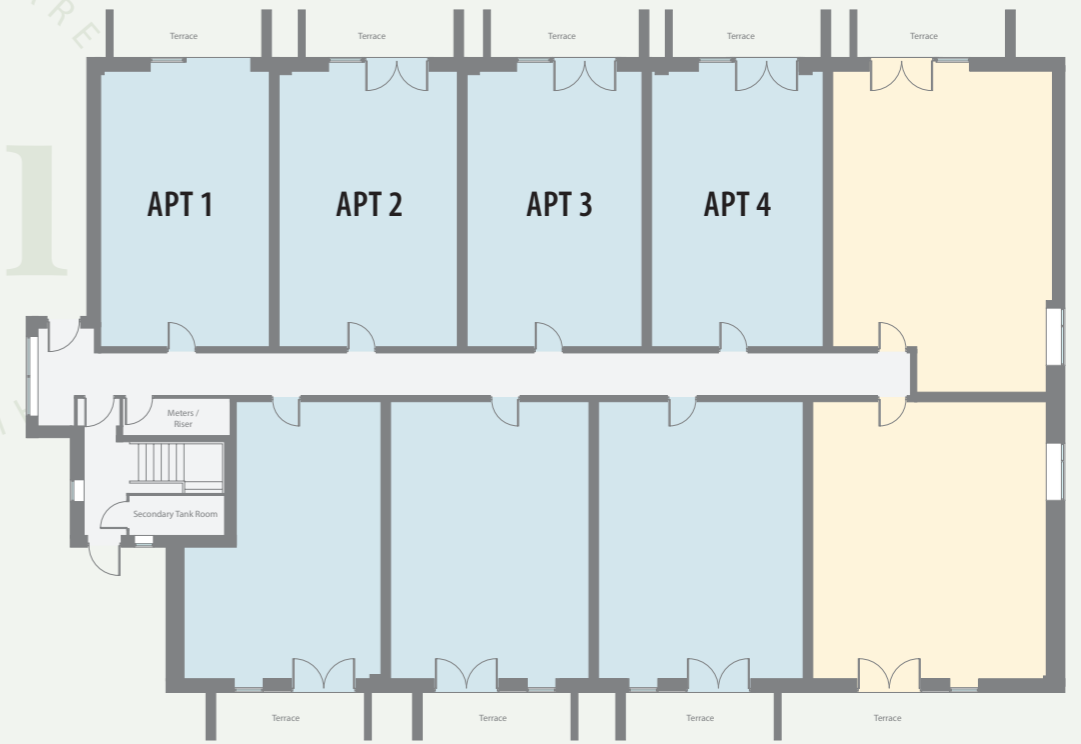 Terrace
Terrace
Terrace
Terrace
Terrace
APT 1
APT 2
APT 3
APT 4
Meters /
Riser
Secondary Tank Room
Terrace
Terrace
Terrace
Terrace